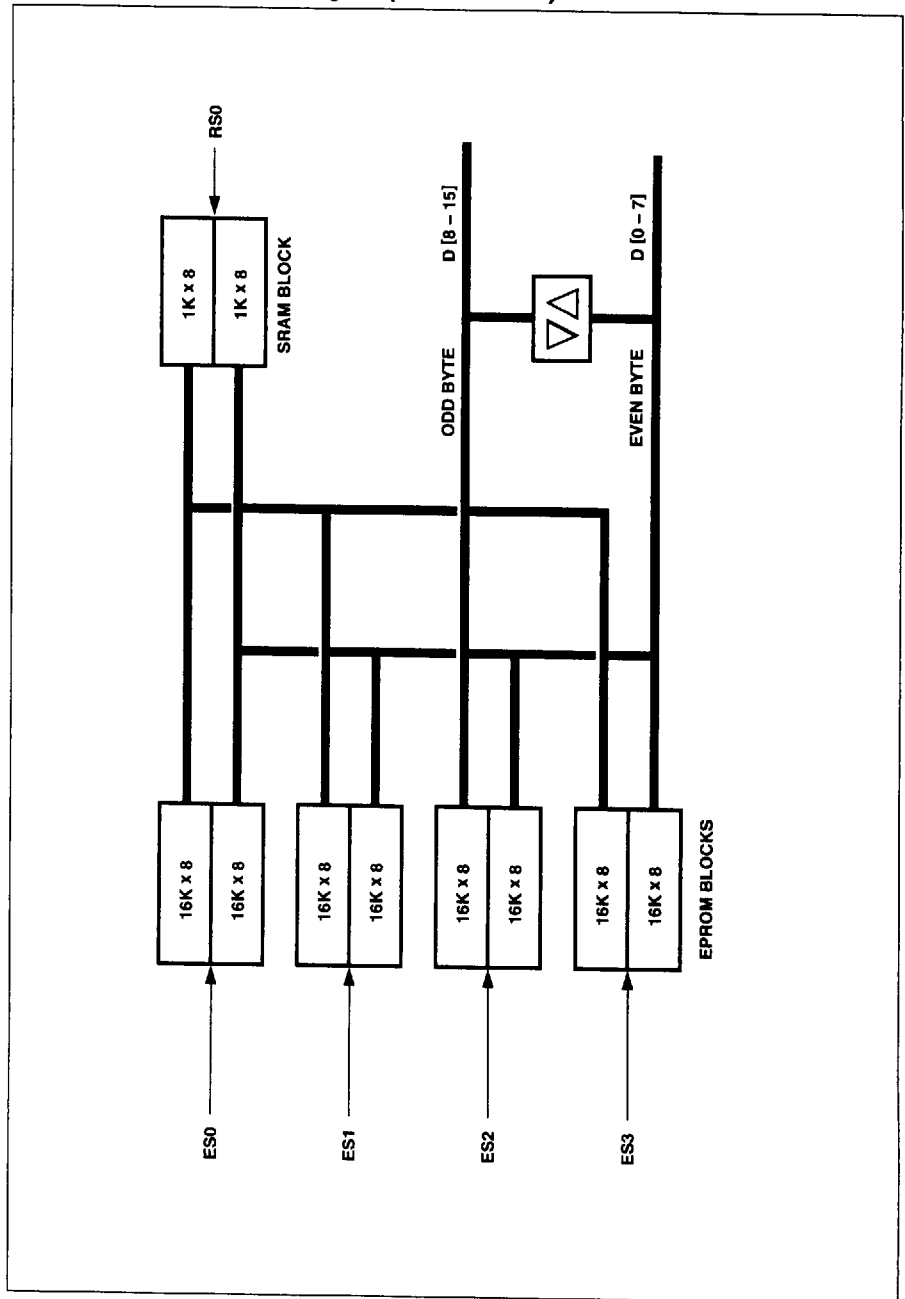 RS0
1K x 8
1K x 8
SRAM BLOCK
D [8 – 15]
D [0 – 7]
ODD BYTE
EVEN BYTE
16K x 8
16K x 8
16K x 8
16K x 8
16K x 8
16K x 8
16K x 8
16K x 8
EPROM BLOCKS
ES0
ES1
ES2
ES3